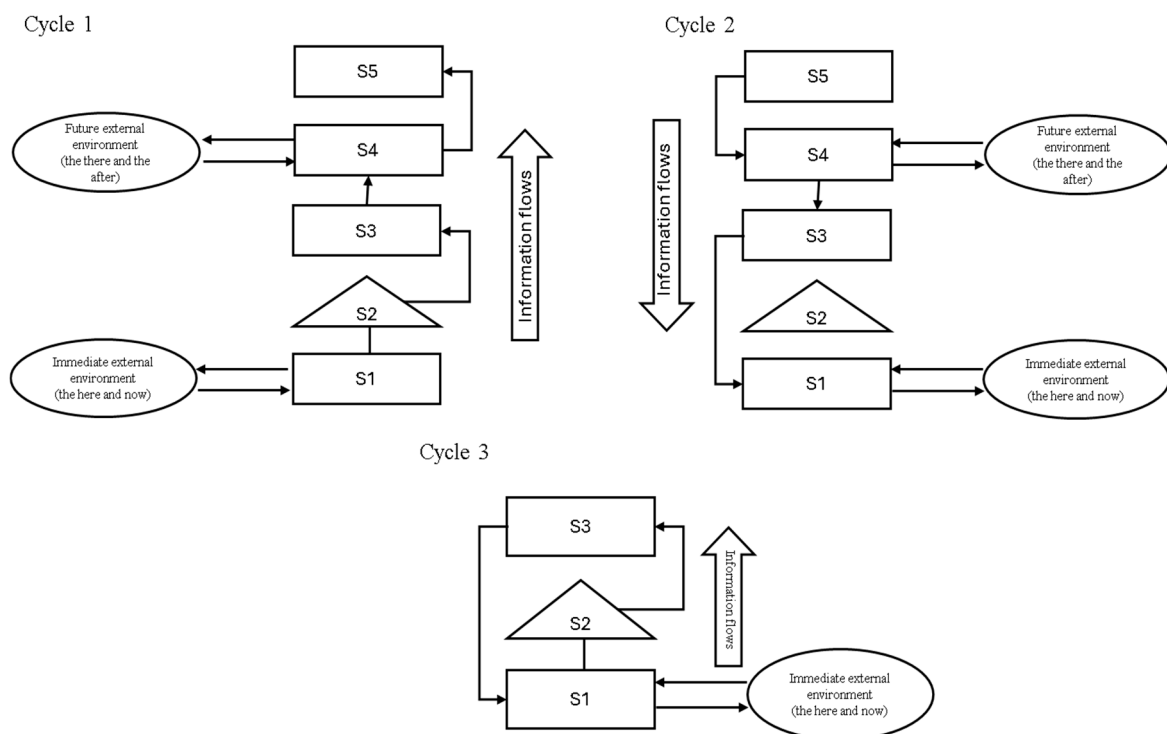 Cycle 1
S5
Future external
environment
(the there and the
after)
S4
S3
S2
Immediate external
environment
(the here and now)
S1
Information flows
Cycle 2
S5
Information flows
S4
Future external
environment
(the there and the
after)
S3
S2
S1
Immediate external
environment
(the here and now)
Cycle 3
S3
Information flows
S2
S1
Immediate external
environment
(the here and now)